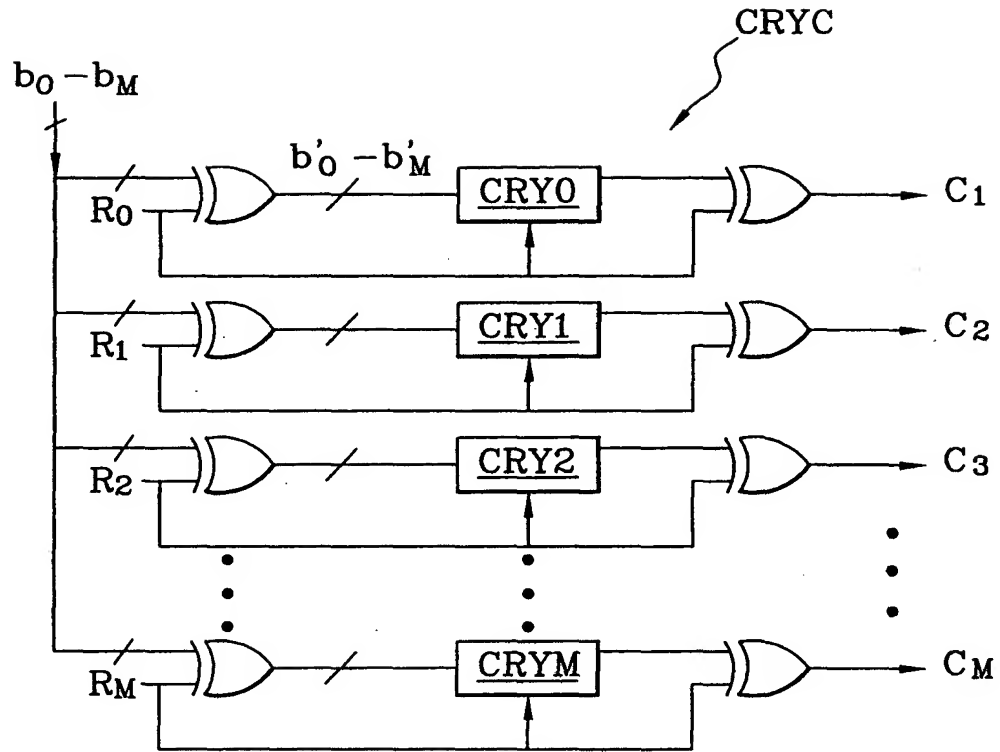 CRYC
b0 – bM
b'0 – b'M
R0
CRY0
C1
R1
CRY1
C2
R2
CRY2
C3
RM
CRYM
CM